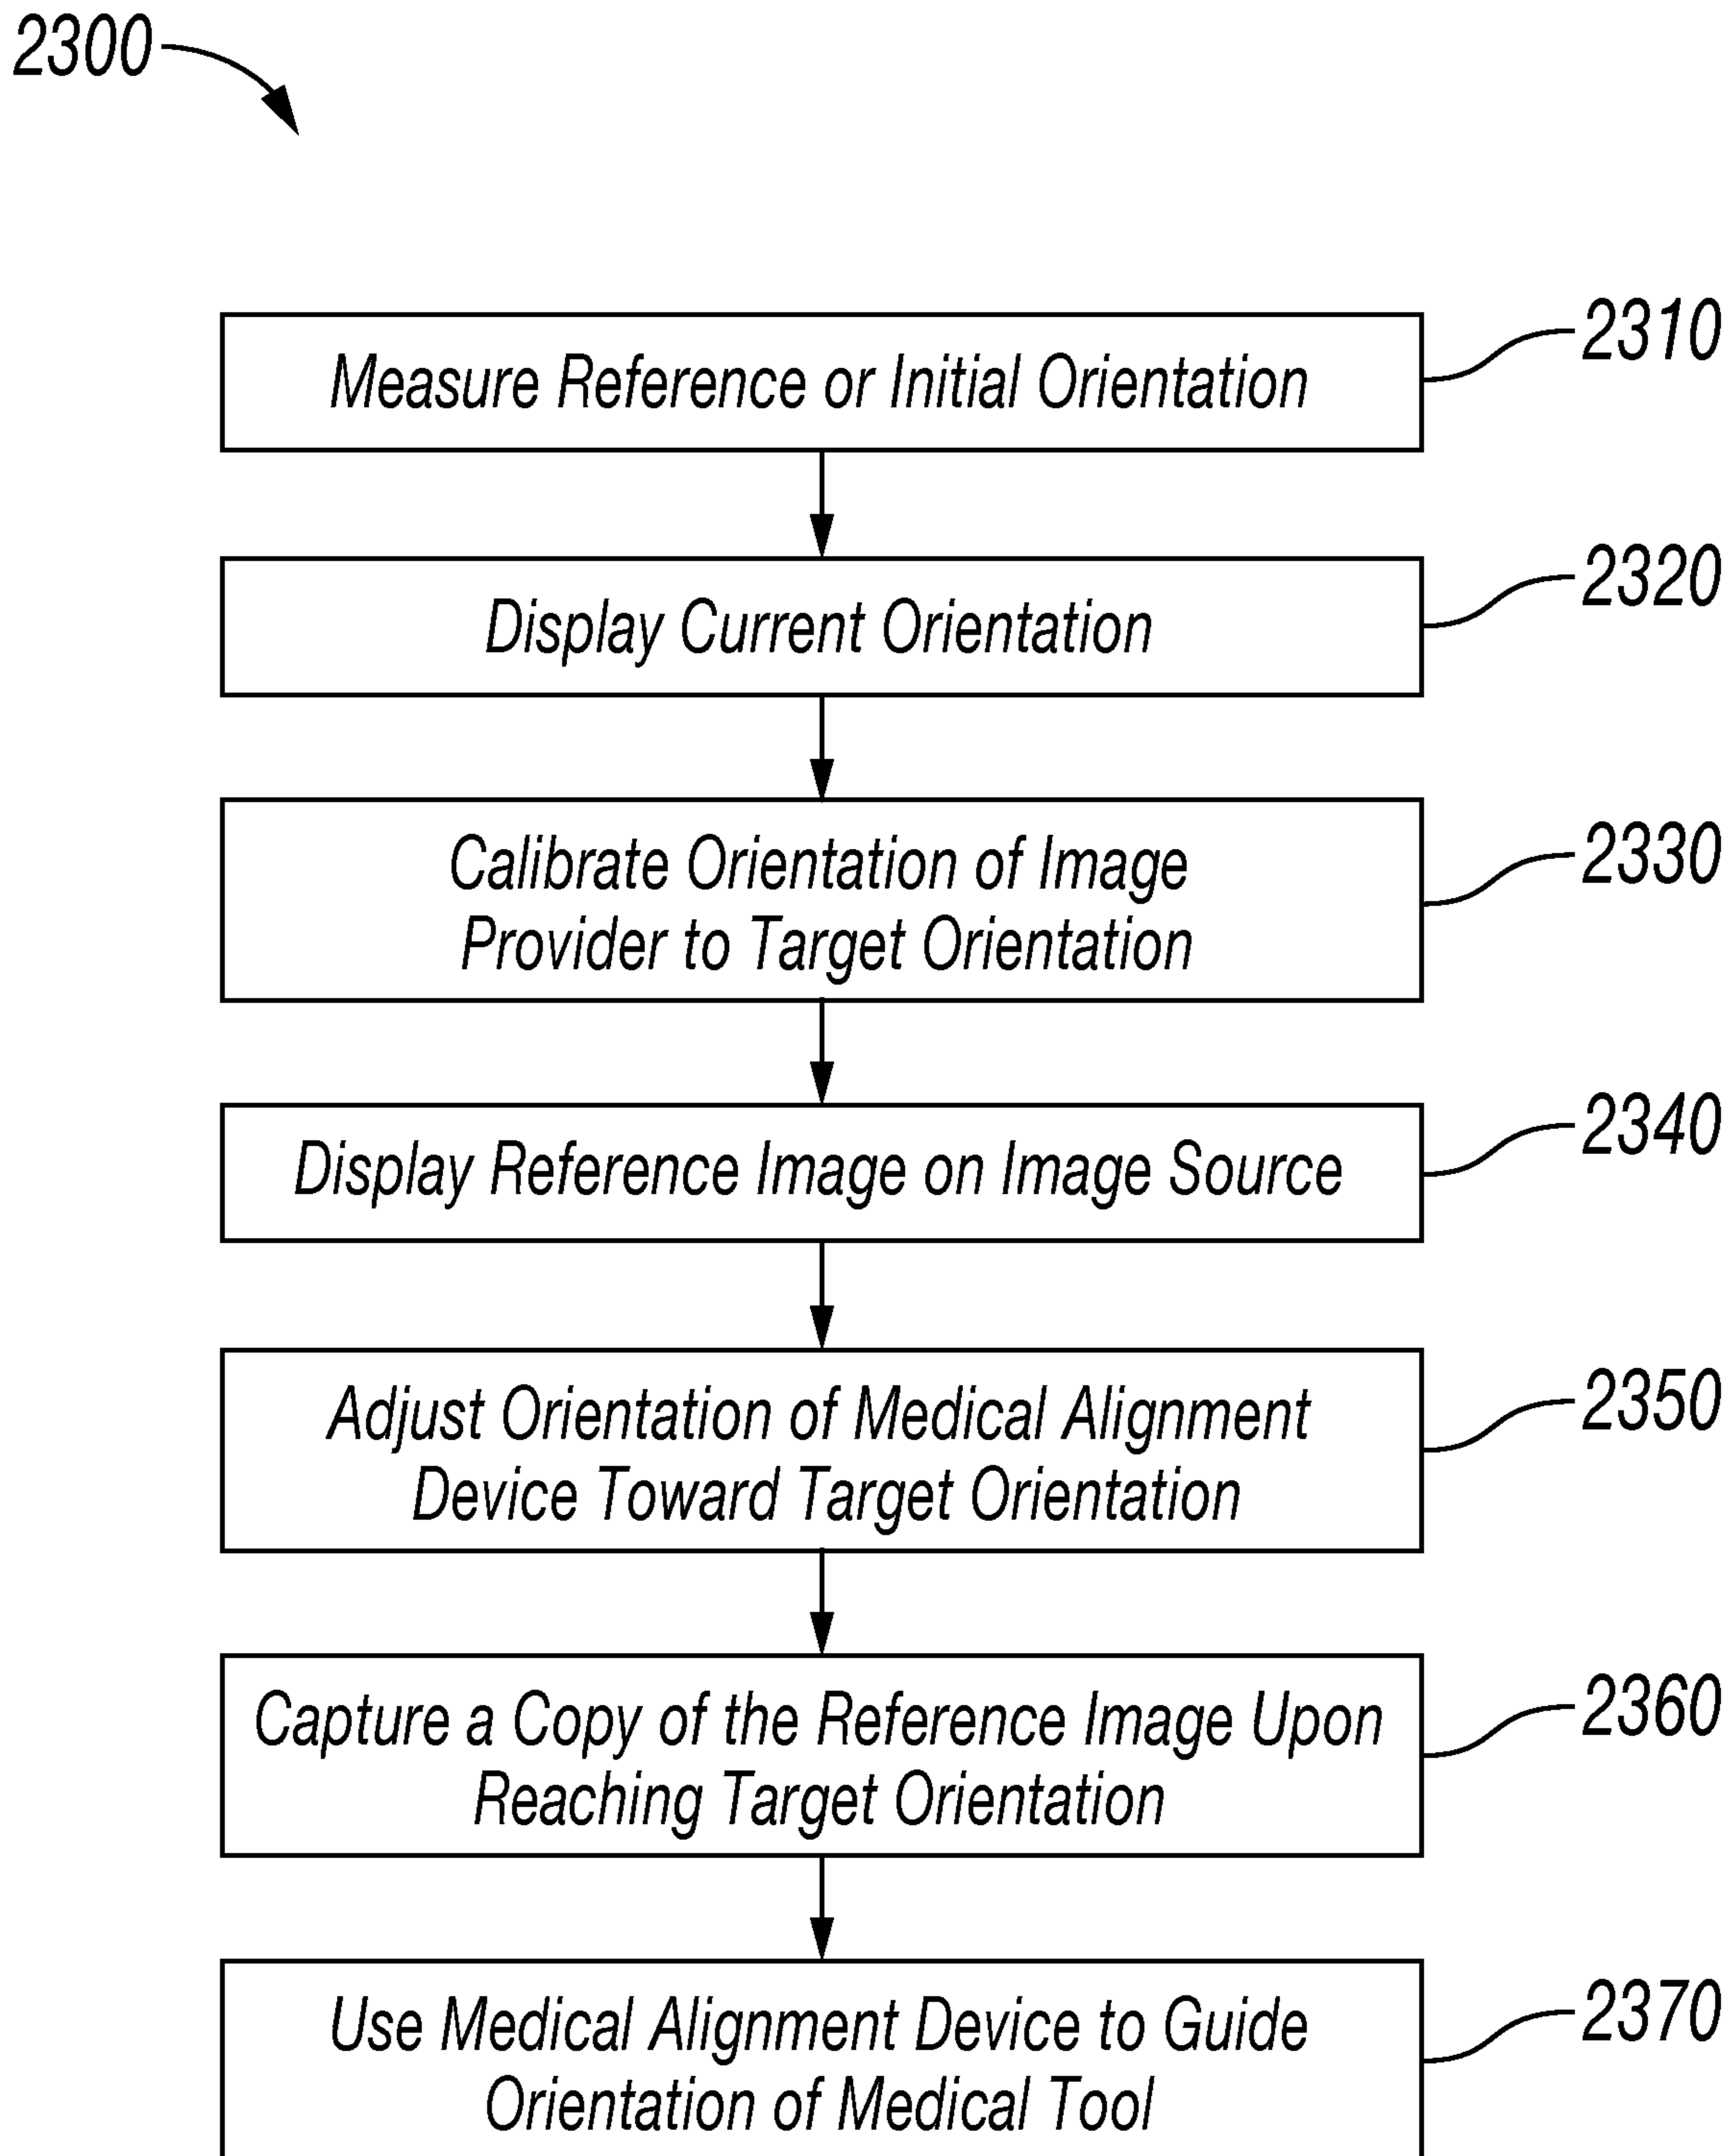 2300
Measure Reference or Initial Orientation
2310
Display Current Orientation
2320
Calibrate Orientation of Image
Provider to Target Orientation
2330
Display Reference Image on Image Source
2340
Adjust Orientation of Medical Alignment
Device Toward Target Orientation
2350
Capture a Copy of the Reference Image Upon
Reaching Target Orientation
2360
Use Medical Alignment Device to Guide
Orientation of Medical Tool
2370